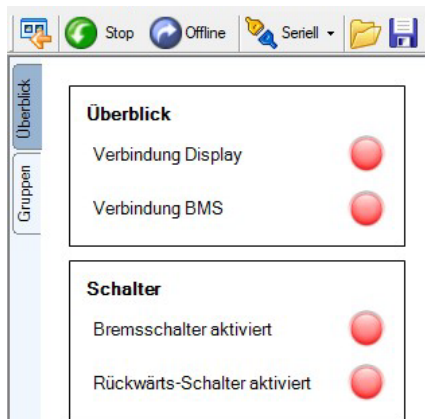 Stop Offline Seriell
Überblick
Gruppen
Überblick
Verbindung Display
Verbindung BMS
Schalter
Bremsschalter aktiviert
Rückwärts-Schalter aktiviert